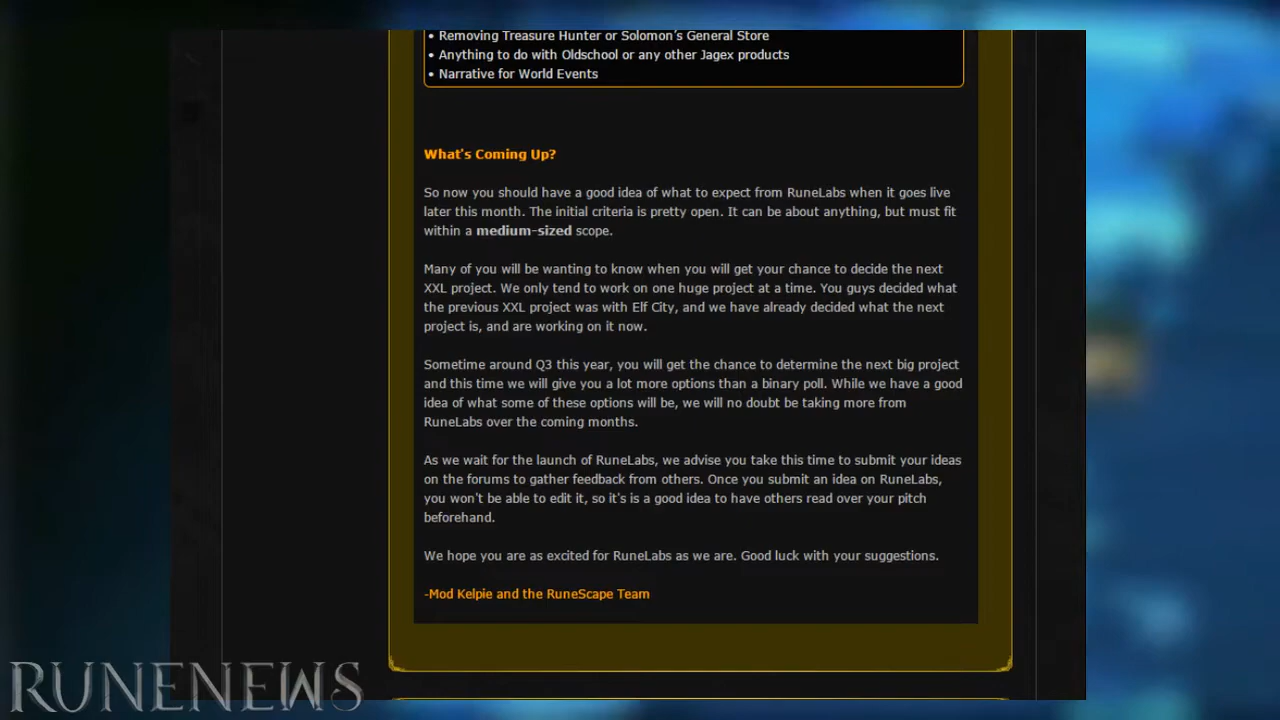 • Removing Treasure Hunter or Solomon's General Store
• Anything to do with Oldschool or any other Jagex products
• Narrative for World Events
What's Coming Up?
So now you should have a good idea of what to expect from RuneLabs when it goes live
later this month. The initial criteria is pretty open. It can be about anything, but must fit
within a medium-sized scope.
Many of you will be wanting to know when you will get your chance to decide the next
XXL project. We only tend to work on one huge project at a time. You guys decided what
the previous XXL project was with Elf City, and we have already decided what the next
project is, and are working on it now.
Sometime around Q3 this year, you will get the chance to determine the next big project
and this time we will give you a lot more options than a binary poll. While we have a good
idea of what some of these options will be, we will no doubt be taking more from
RuneLabs over the coming months.
As we wait for the launch of RuneLabs, we advise you take this time to submit your ideas
on the forums to gather feedback from others. Once you submit an idea on RuneLabs,
you won't be able to edit it, so it's is a good idea to have others read over your pitch
beforehand.
We hope you are as excited for RuneLabs as we are. Good luck with your suggestions.
-Mod Kelpie and the RuneScape Team
RUNENEWS